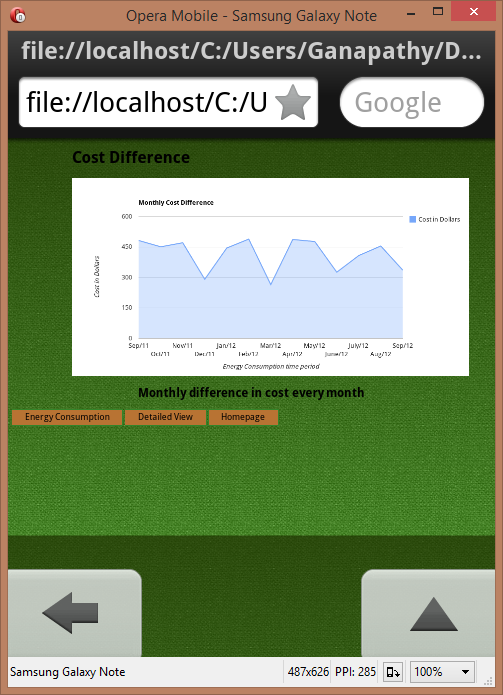 Opera Mobile - Samsung Galaxy Note
file://localhost/C:/Users/Ganapathy/D...
file://localhost/C:/U Google
Cost Difference
Monthly Cost Difference
Cost in Dollars
600
450
300
150
0
Cost in Dollars
Sep/11 Nov/11 Jan/12 Mar/12 May/12 July/12 Sep/12
Oct/11 Dec/11 Feb/12 Apr/12 June/12 Aug/12
Energy Consumption time period
Monthly difference in cost every month
Energy Consumption Detailed View Homepage
Samsung Galaxy Note 487x626 PPI: 285 100%